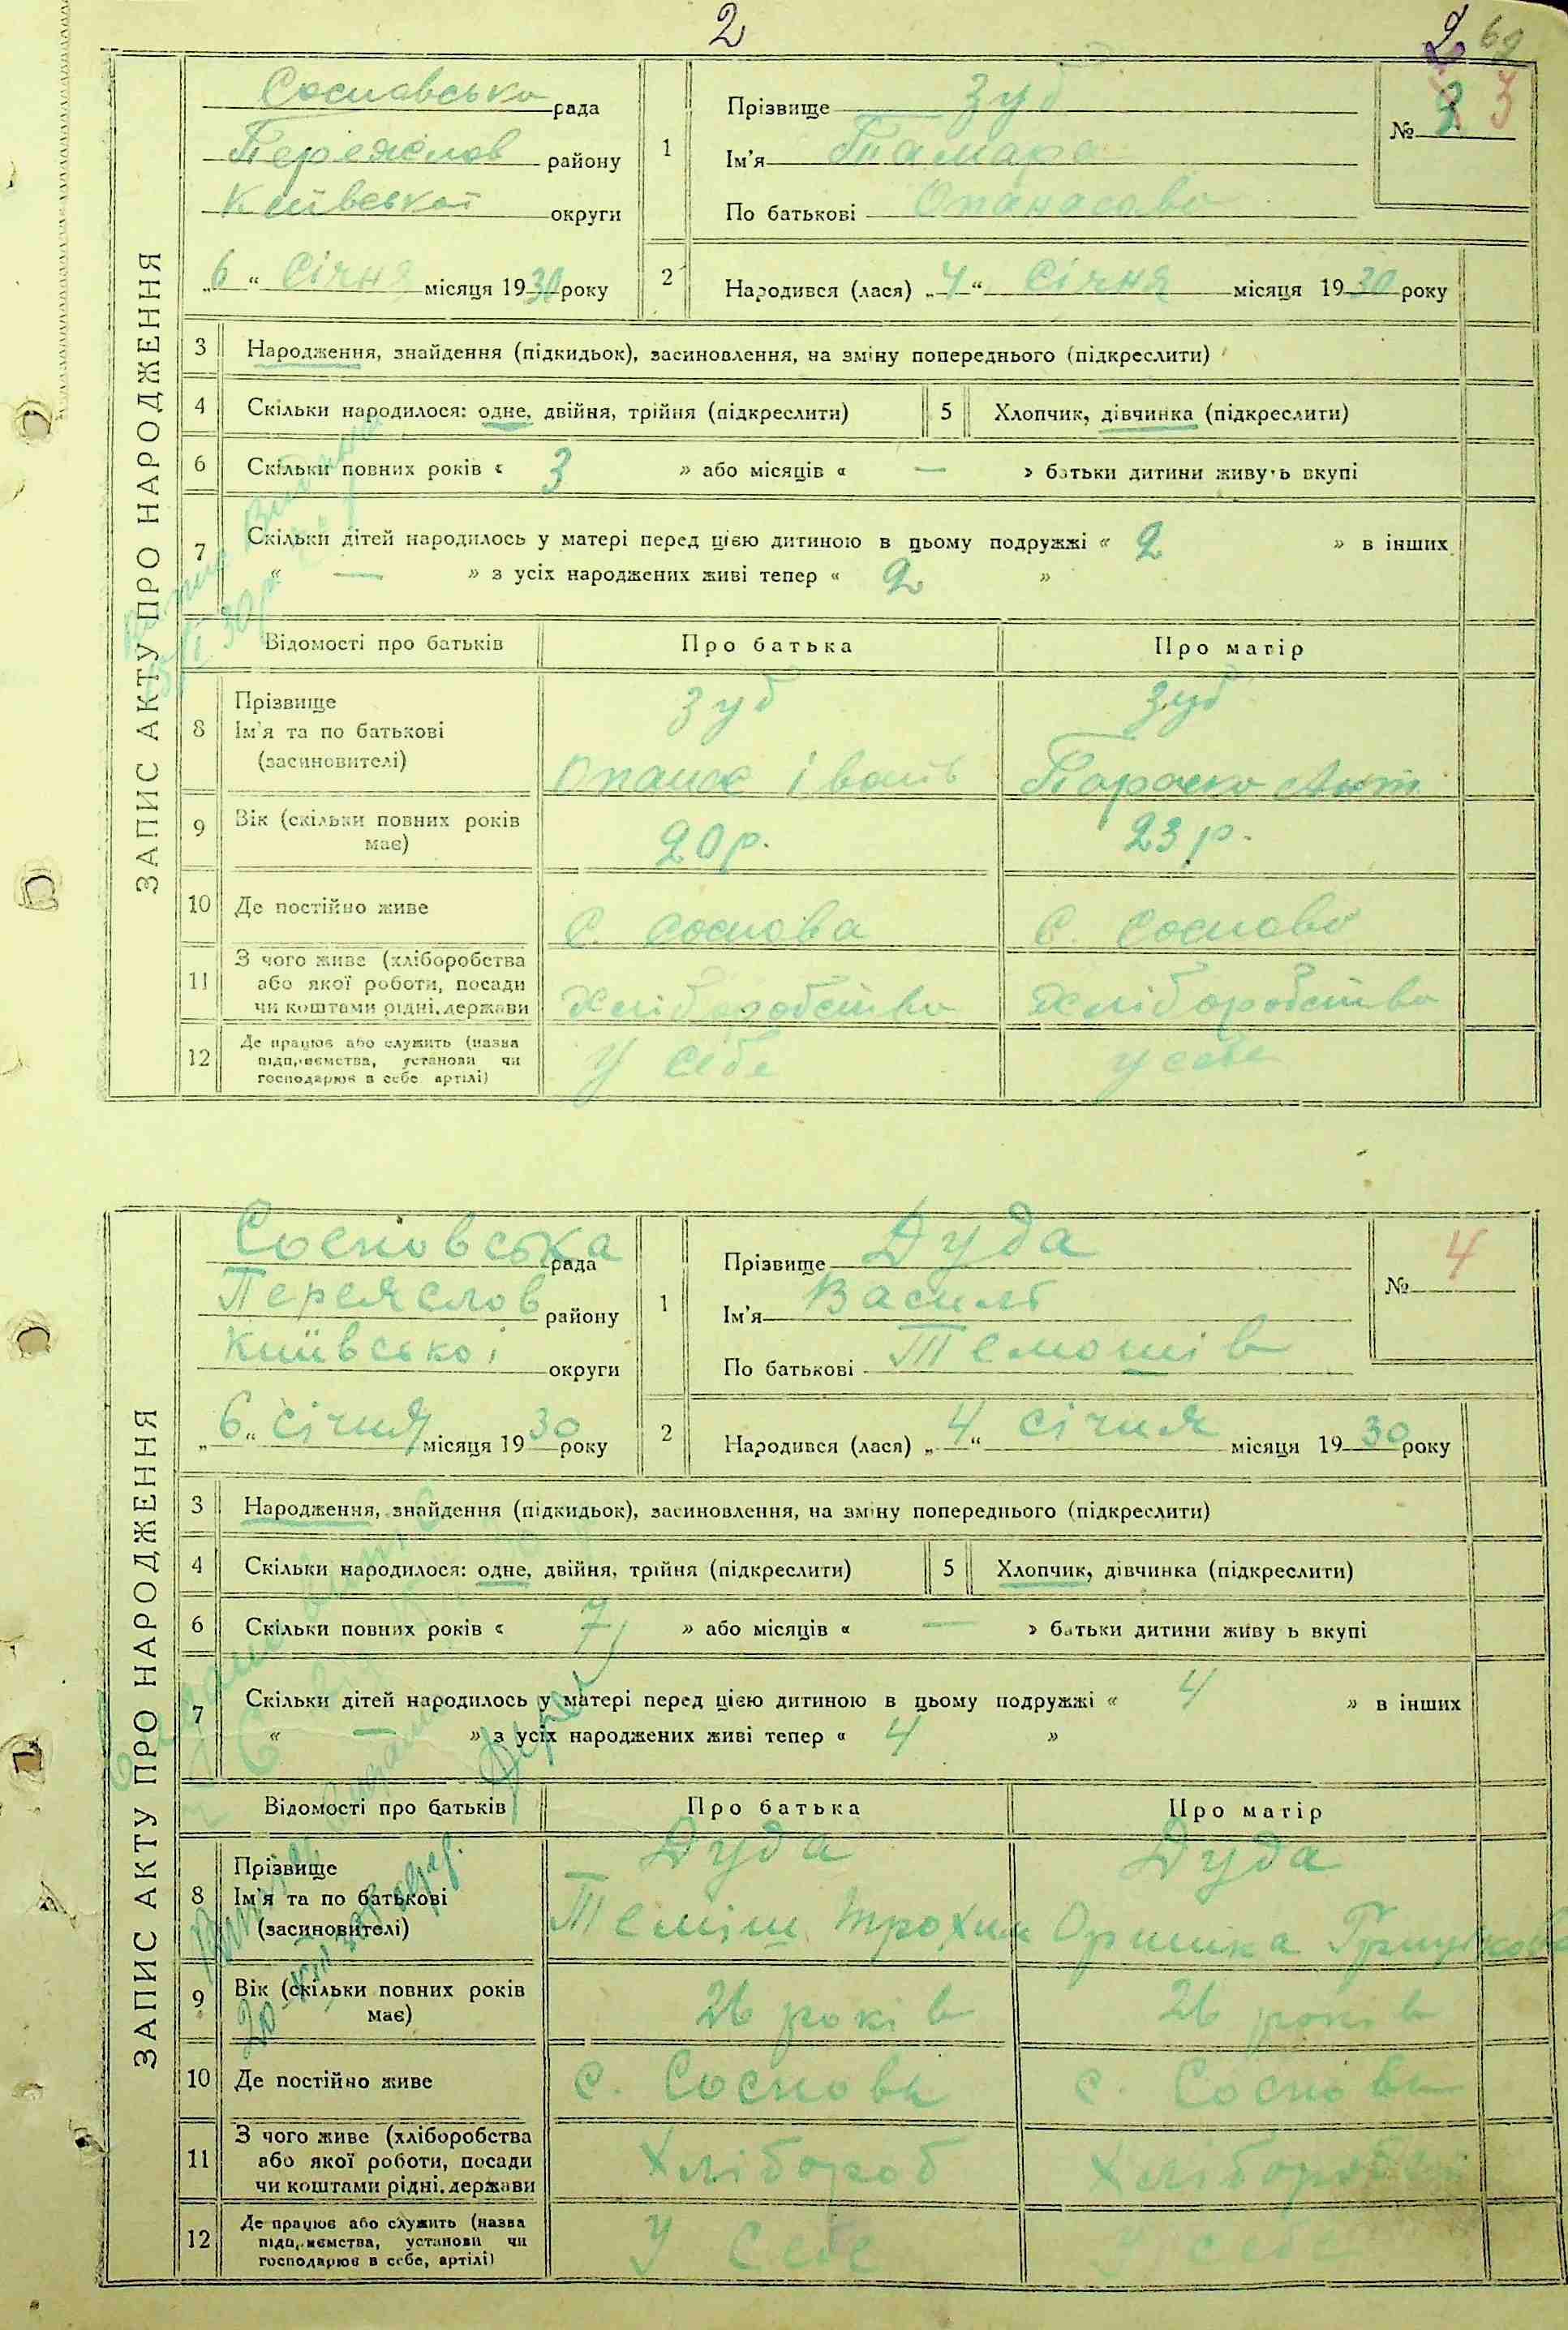 2
2 62
ЗАПИС АКТУ ПРО НАРОДЖЕННЯ
Сосновська рада
Переяслов району
Київської округи
„6“ Січня місяця 1930 року
1
Прізвище Зуб
Ім'я Тамара
По батькові Опанасова
№ 3
2
Народився (лася) „4“ Січня місяця 1930 року
3 Народження, знайдення (підкидьок), засиновлення, на зміну попереднього (підкреслити)
4 Скільки народилося: одне, двійня, трійня (підкреслити) 5 Хлопчик, дівчинка (підкреслити)
6 Скільки повних років « 3 » або місяців « — » батьки дитини живуть вкупі
7 Скільки дітей народилось у матері перед цією дитиною в цьому подружжі « 2 » в інших
« — » з усіх народжених живі тепер « 2 »
Відомості про батьків Про батька Про матір
8 Прізвище Ім'я та по батькові (засиновителі)
Зуб Зуб
Опанас Іванів Параска Ант
9 Вік (скільки повних років має) 20 р. 23 р.
10 Де постійно живе С. Соснова С. Соснова
11 З чого живе (хліборобства або якої роботи, посади чи коштами рідні, держави
Хліборобство Хліборобство
12 Де працює або служить (назва підприємства, установи чи господарює в себе артілі)
У себе у себе
ЗАПИС АКТУ ПРО НАРОДЖЕННЯ
Сосновська рада
Переяслов району
Київської округи
„6“ січня місяця 1930 року
1
Прізвище Дуда
Ім'я Василь
По батькові Темошів
№ 4
2
Народився (лася) „4“ січня місяця 1930 року
3 Народження, знайдення (підкидьок), засиновлення, на зміну попереднього (підкреслити)
4 Скільки народилося: одне, двійня, трійня (підкреслити) 5 Хлопчик, дівчинка (підкреслити)
6 Скільки повних років « 7 » або місяців « — » батьки дитини живу ь вкупі
7 Скільки дітей народилось у матері перед цією дитиною в цьому подружжі « 4 » в інших
« — » з усіх народжених живі тепер « 4 »
Відомості про батьків Про батька Про матір
8 Прізвище Ім'я та по батькові (засиновителі)
Дуда Дуда
Теміш Трохим Оришка Грицькова
9 Вік (скільки повних років має) 26 років 26 років
10 Де постійно живе с. Соснова с. Соснова
11 З чого живе (хліборобства або якої роботи, посади чи коштами рідні, держави
Хлібороб
12 Де працює або служить (назва підприємства, установи чи господарює в себе, артілі)
У себе у себе